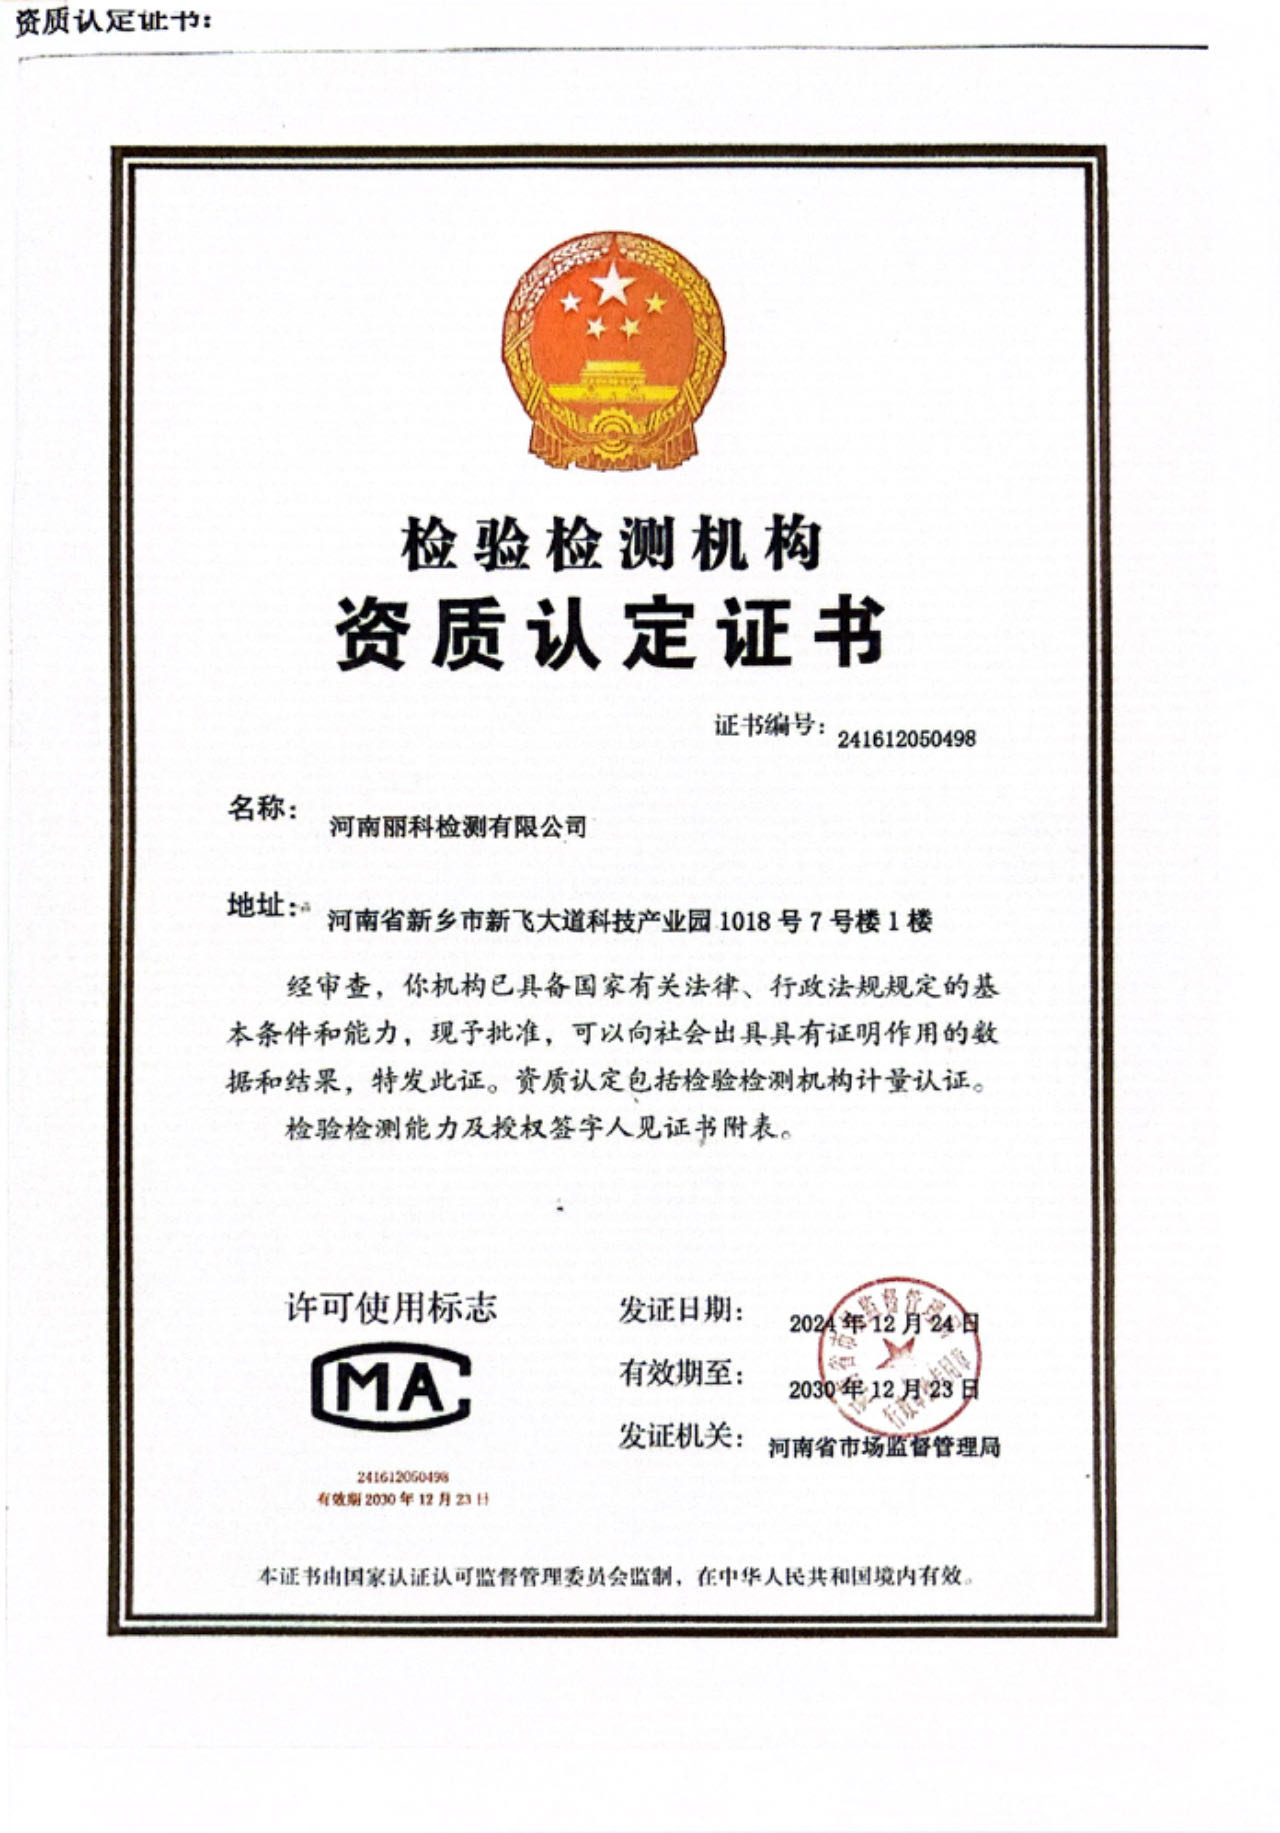 资质认定证书:
检验检测机构
资质认定证书
证书编号: 241612050498
名称: 河南丽科检测有限公司
地址: 河南省新乡市新飞大道科技产业园1018号7号楼1楼
经审查，你机构已具备国家有关法律、行政法规规定的基
本条件和能力，现予批准，可以向社会出具具有证明作用的数
据和结果，特发此证。资质认定包括检验检测机构计量认证。
检验检测能力及授权签字人见证书附表。
许可使用标志
MA
241612050498
有效期2030年12月23日
发证日期: 2024年12月24日
有效期至: 2030年12月23日
发证机关: 河南省市场监督管理局
本证书由国家认证认可监督管理委员会监制，在中华人民共和国境内有效。